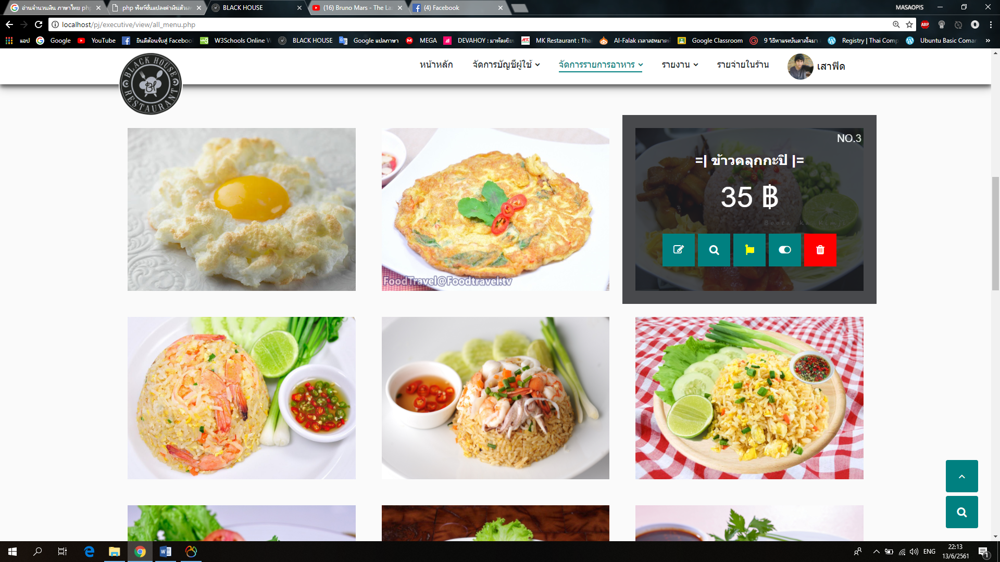 อ่านจำนวนเงิน ภาษาไทย php
php ฟังก์ชั่นแปลงค่าเงินตัวเลข
BLACK HOUSE
(16) Bruno Mars - The La
(4) Facebook
MASAOPIS
localhost/pj/executive/view/all_menu.php
ABP
แอป
Google
YouTube
ยินดีต้อนรับสู่ Facebook
W3Schools Online W
BLACK HOUSE
Google แปลภาษา
MEGA
DEVAHOY : มาหัดเขีย
MK Restaurant : Thai
Al-Falak เวลาละหมาด
Google Classroom
9 วิธีหาแรงบันดาลใจมา
Registry | Thai Comp
Ubuntu Basic Coman
BLACK HOUSE
BH
RESTAURANT
หน้าหลัก
จัดการบัญชีผู้ใช้
จัดการรายการอาหาร
รายงาน
รายจ่ายในร้าน
เสาฟิด
NO.3
=| ข้าวคลุกกะปิ |=
35 ฿
Boota ka Kimji
FoodTravel@Foodtravel.tv
ENG
22:13
13/6/2561
1